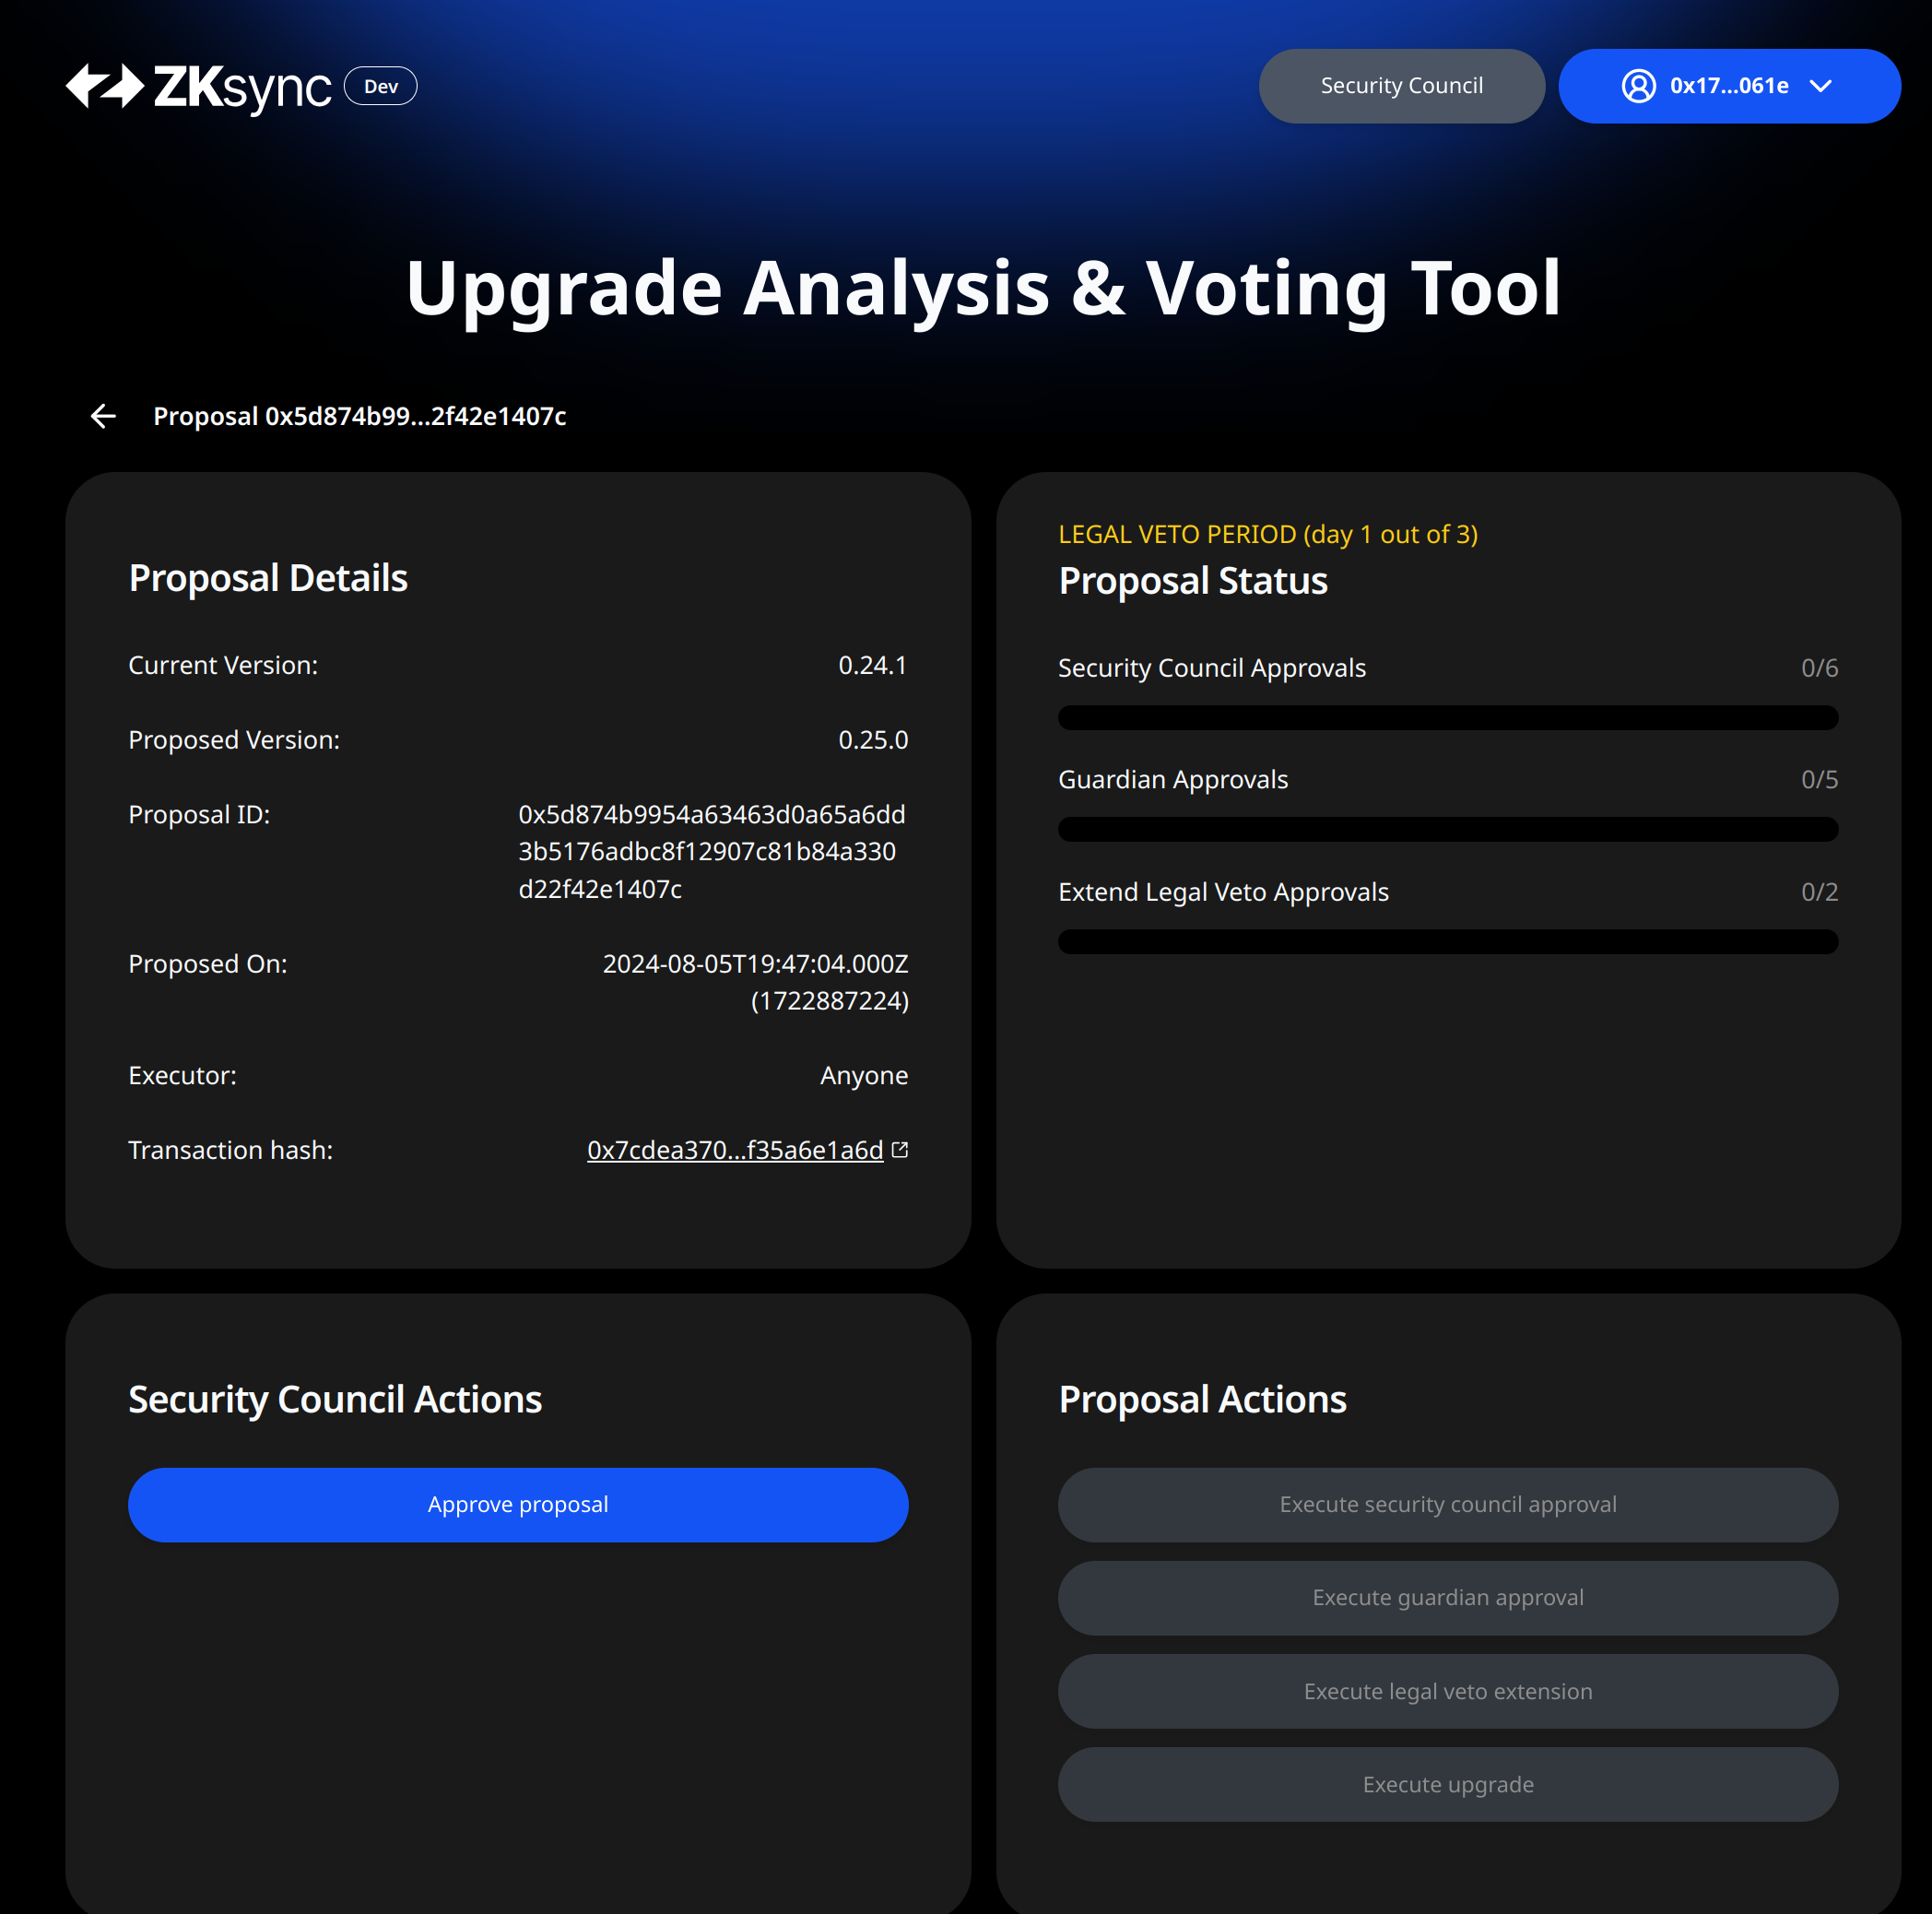 ZKsync Dev
Security Council
0x17...061e
Upgrade Analysis & Voting Tool
Proposal 0x5d874b99...2f42e1407c
Proposal Details
Current Version: 0.24.1
Proposed Version: 0.25.0
Proposal ID: 0x5d874b9954a63463d0a65a6dd
3b5176adbc8f12907c81b84a330
d22f42e1407c
Proposed On: 2024-08-05T19:47:04.000Z
(1722887224)
Executor: Anyone
Transaction hash: 0x7cdea370...f35a6e1a6d
LEGAL VETO PERIOD (day 1 out of 3)
Proposal Status
Security Council Approvals 0/6
Guardian Approvals 0/5
Extend Legal Veto Approvals 0/2
Security Council Actions
Approve proposal
Proposal Actions
Execute security council approval
Execute guardian approval
Execute legal veto extension
Execute upgrade